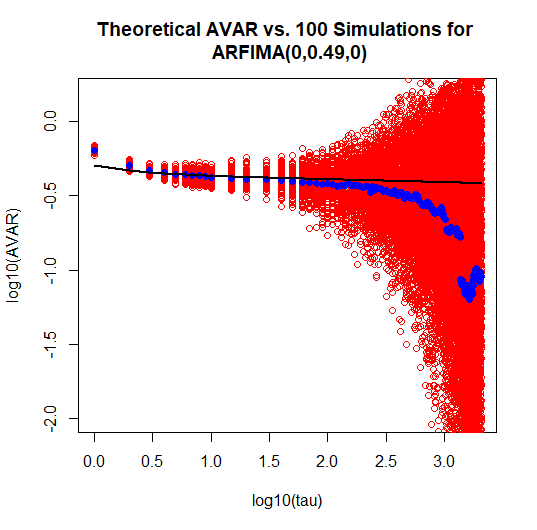 Theoretical AVAR vs. 100 Simulations for
ARFIMA(0,0.49,0)
log10(AVAR)
0.0
-0.5
-1.0
-1.5
-2.0
0.0 0.5 1.0 1.5 2.0 2.5 3.0
log10(tau)